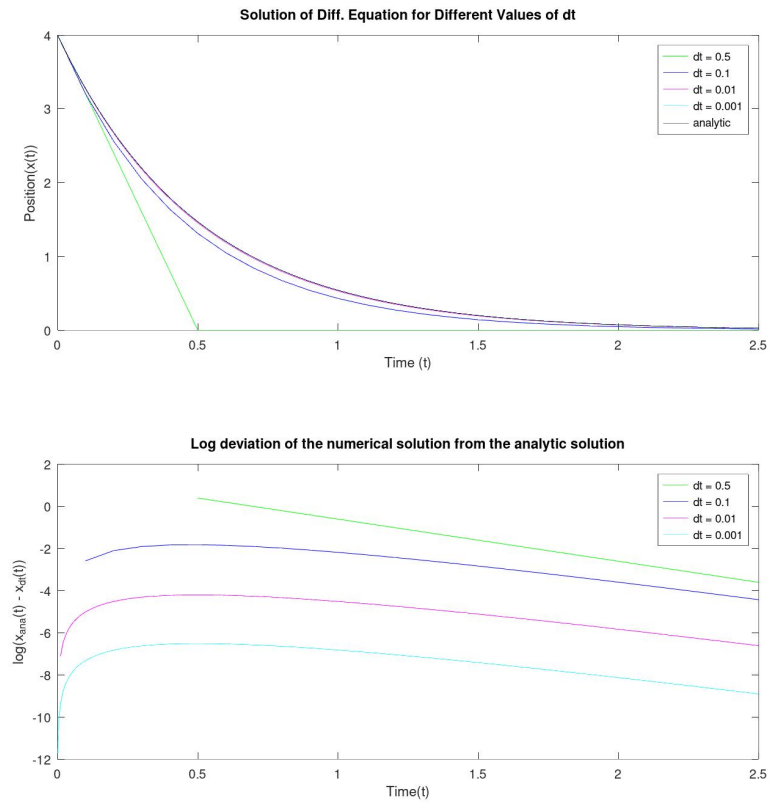 Solution of Diff. Equation for Different Values of dt
4
3
2
1
0
Position(x(t))
dt = 0.5
dt = 0.1
dt = 0.01
dt = 0.001
analytic
0 0.5 1 1.5 2 2.5
Time (t)
Log deviation of the numerical solution from the analytic solution
2
0
-2
-4
-6
-8
-10
-12
log(x_ana(t) - x_dt(t))
dt = 0.5
dt = 0.1
dt = 0.01
dt = 0.001
0 0.5 1 1.5 2 2.5
Time(t)